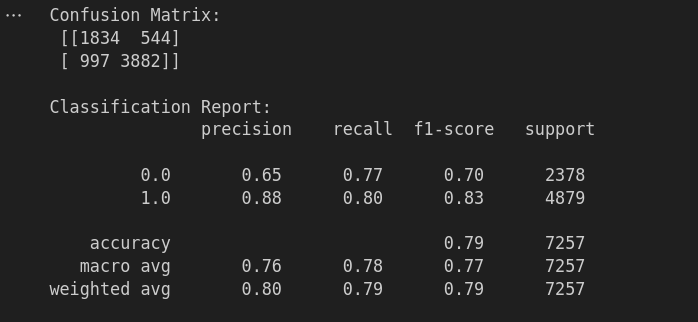 Confusion Matrix:
[[1834  544]
[ 997 3882]]
Classification Report:
precision    recall  f1-score   support
0.0       0.65      0.77      0.70      2378
1.0       0.88      0.80      0.83      4879
accuracy                           0.79      7257
macro avg       0.76      0.78      0.77      7257
weighted avg       0.80      0.79      0.79      7257